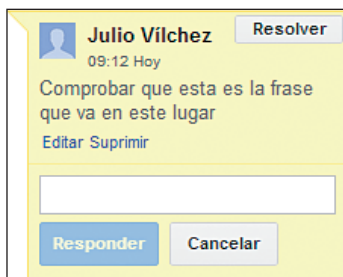 Julio Vílchez
Resolver
09:12 Hoy
Comprobar que esta es la frase
que va en este lugar
Editar Suprimir
Responder
Cancelar